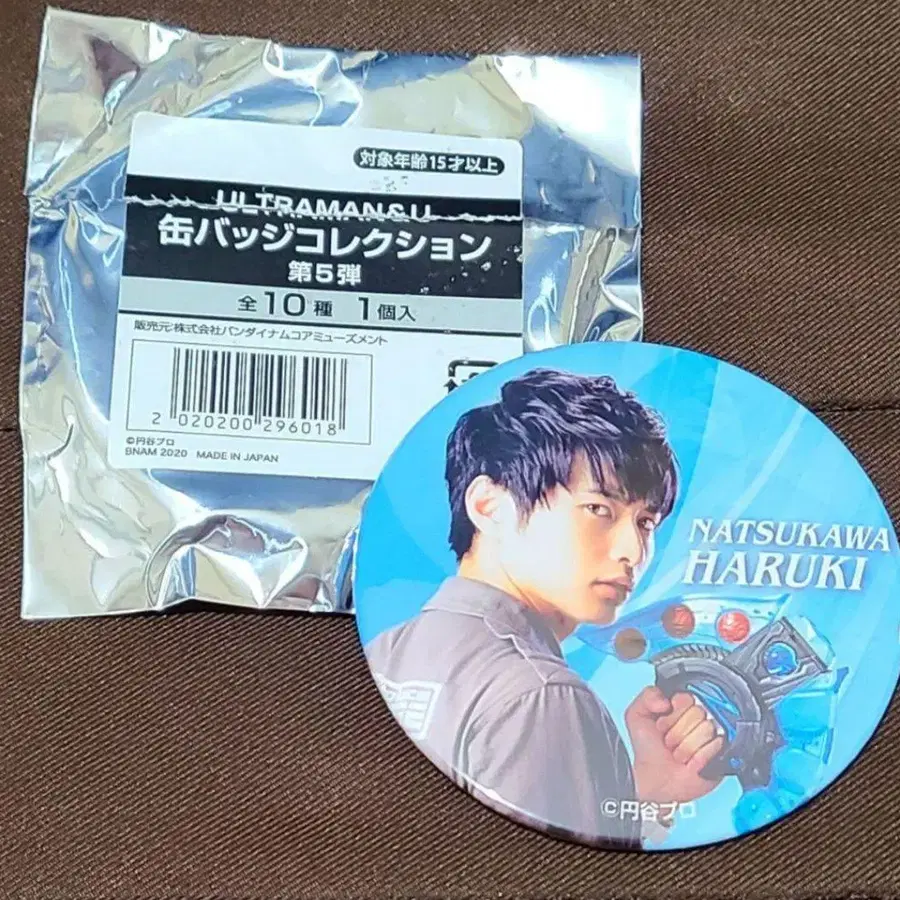 対象年齢15才以上
ULTRAMAN&U
缶バッジコレクション
第5弾
全10種 1個入
販売元:株式会社バンダイナムコアミューズメント
2 020200 296018
©円谷プロ
BNAM 2020 MADE IN JAPAN
NATSUKAWA
HARUKI
©円谷プロ